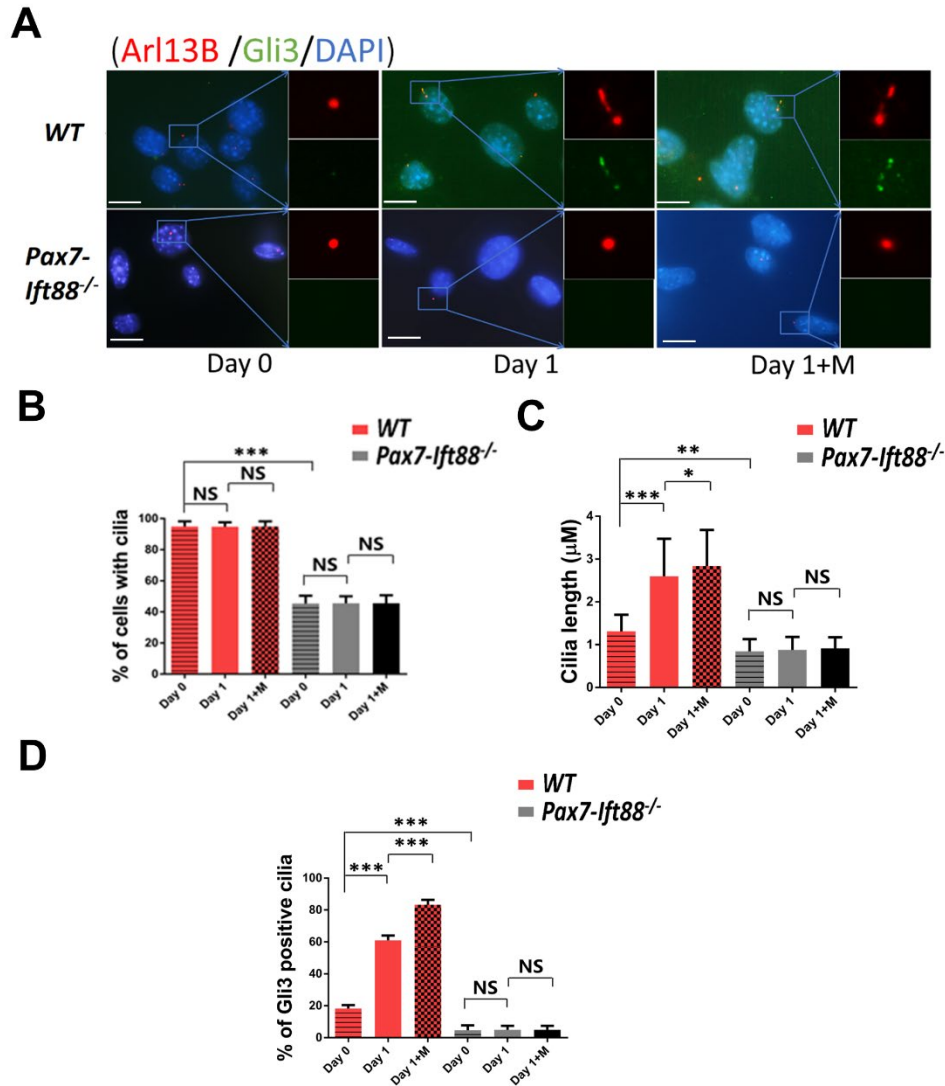 A
(Arl13B /Gli3/DAPI)
WT
Pax7-
Ift88-/-
Day 0
Day 1
Day 1+M
B
WT
Pax7-Ift88-/-
***
NS
NS
NS
NS
% of cells with cilia
100
80
60
40
20
0
Day 0
Day 1
Day 1+M
Day 0
Day 1
Day 1+M
C
WT
Pax7-Ift88-/-
**
*
***
NS
NS
Cilia length (μM)
4
3
2
1
0
Day 0
Day 1
Day 1+M
Day 0
Day 1
Day 1+M
D
WT
Pax7-Ift88-/-
***
***
***
NS
NS
% of Gli3 positive cilia
100
80
60
40
20
0
Day 0
Day 1
Day 1+M
Day 0
Day 1
Day 1+M